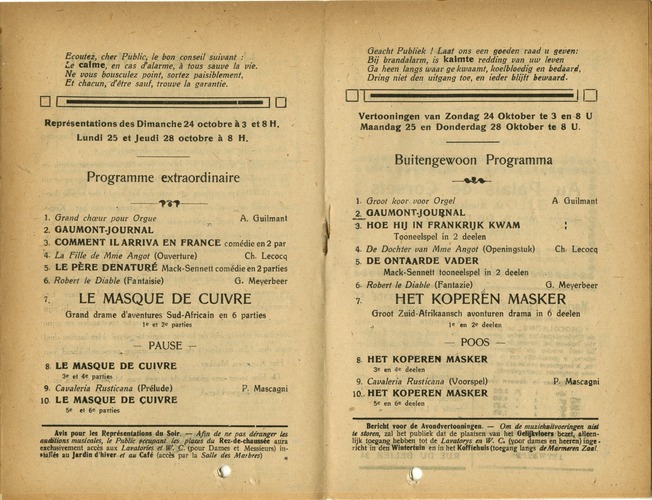 Ecoutez, cher Public, le bon conseil suivant :
Le calme, en cas d'alarme, à tous sauve la vie.
Ne vous bousculez point, sortez paisiblement,
Et chacun, d'être sauf, trouve la garantie.
Représentations des Dimanche 24 octobre à 3 et 8 H.
Lundi 25 et Jeudi 28 octobre à 8 H.
Programme extraordinaire
1. Grand chœur pour Orgue A. Guilmant
2. GAUMONT-JOURNAL
3. COMMENT IL ARRIVA EN FRANCE comédie en 2 par
4. La Fille de Mme Angot (Ouverture) Ch. Lecocq
5. LE PÈRE DENATURÉ Mack-Sennett comédie en 2 parties
6. Robert le Diable (Fantaisie) G. Meyerbeer
7. LE MASQUE DE CUIVRE
Grand drame d'aventures Sud-Africain en 6 parties
1e et 2e parties
— PAUSE —
8. LE MASQUE DE CUIVRE
3e et 4e parties
9. Cavaleria Rusticana (Prélude) P. Mascagni
10. LE MASQUE DE CUIVRE
5e et 6e parties
Avis pour les Représentations du Soir. — Afin de ne pas déranger les
auditions musicales, le Public occupant les places du Rez-de-chaussée aura
exclusivement accès aux Lavatories et W. C. (pour Dames et Messieurs) in-
stallés au Jardin d'hiver et au Café (accès par la Salle des Marbres)
Geacht Publiek ! Laat ons een goeden raad u geven:
Bij brandalarm, is kalmte redding van uw leven
Ga heen langs waar ge kwaamt, koelbloedig en bedaard,
Dring niet den uitgang toe, en ieder blijft bewaard.
Vertooningen van Zondag 24 Oktober te 3 en 8 U
Maandag 25 en Donderdag 28 Oktober te 8 U.
Buitengewoon Programma
1. Groot koor voor Orgel A Guilmant
2. GAUMONT-JOURNAL
3. HOE HIJ IN FRANKRIJK KWAM
Tooneelspel in 2 deelen
4. De Dochter van Mme Angot (Openingstuk) Ch. Lecocq
5. DE ONTAARDE VADER
Mack-Sennett tooneelspel in 2 deelen
6. Robert le Diable (Fantazie) G. Meyerbeer
7. HET KOPEREN MASKER
Groot Zuid-Afrikaansch avonturen drama in 6 deelen
1e en 2e deelen
— POOS —
8. HET KOPEREN MASKER
3e en 4e deelen
9. Cavaleria Rusticana (Voorspel) P. Mascagni
10. HET KOPEREN MASKER
5e en 6e deelen
Bericht voor de Avondvertooningen. — Om de muziekuitvoeringen niet
te storen, zal het publiek dat de plaatsen van het Gelijkvloers bezet, alleen-
lijk toegang hebben tot de Lavatorys en W. C. (voor dames en heeren) inge-
richt in den Wintertuin en in het Koffiehuis (toegang langs de Marmeren Zaal.